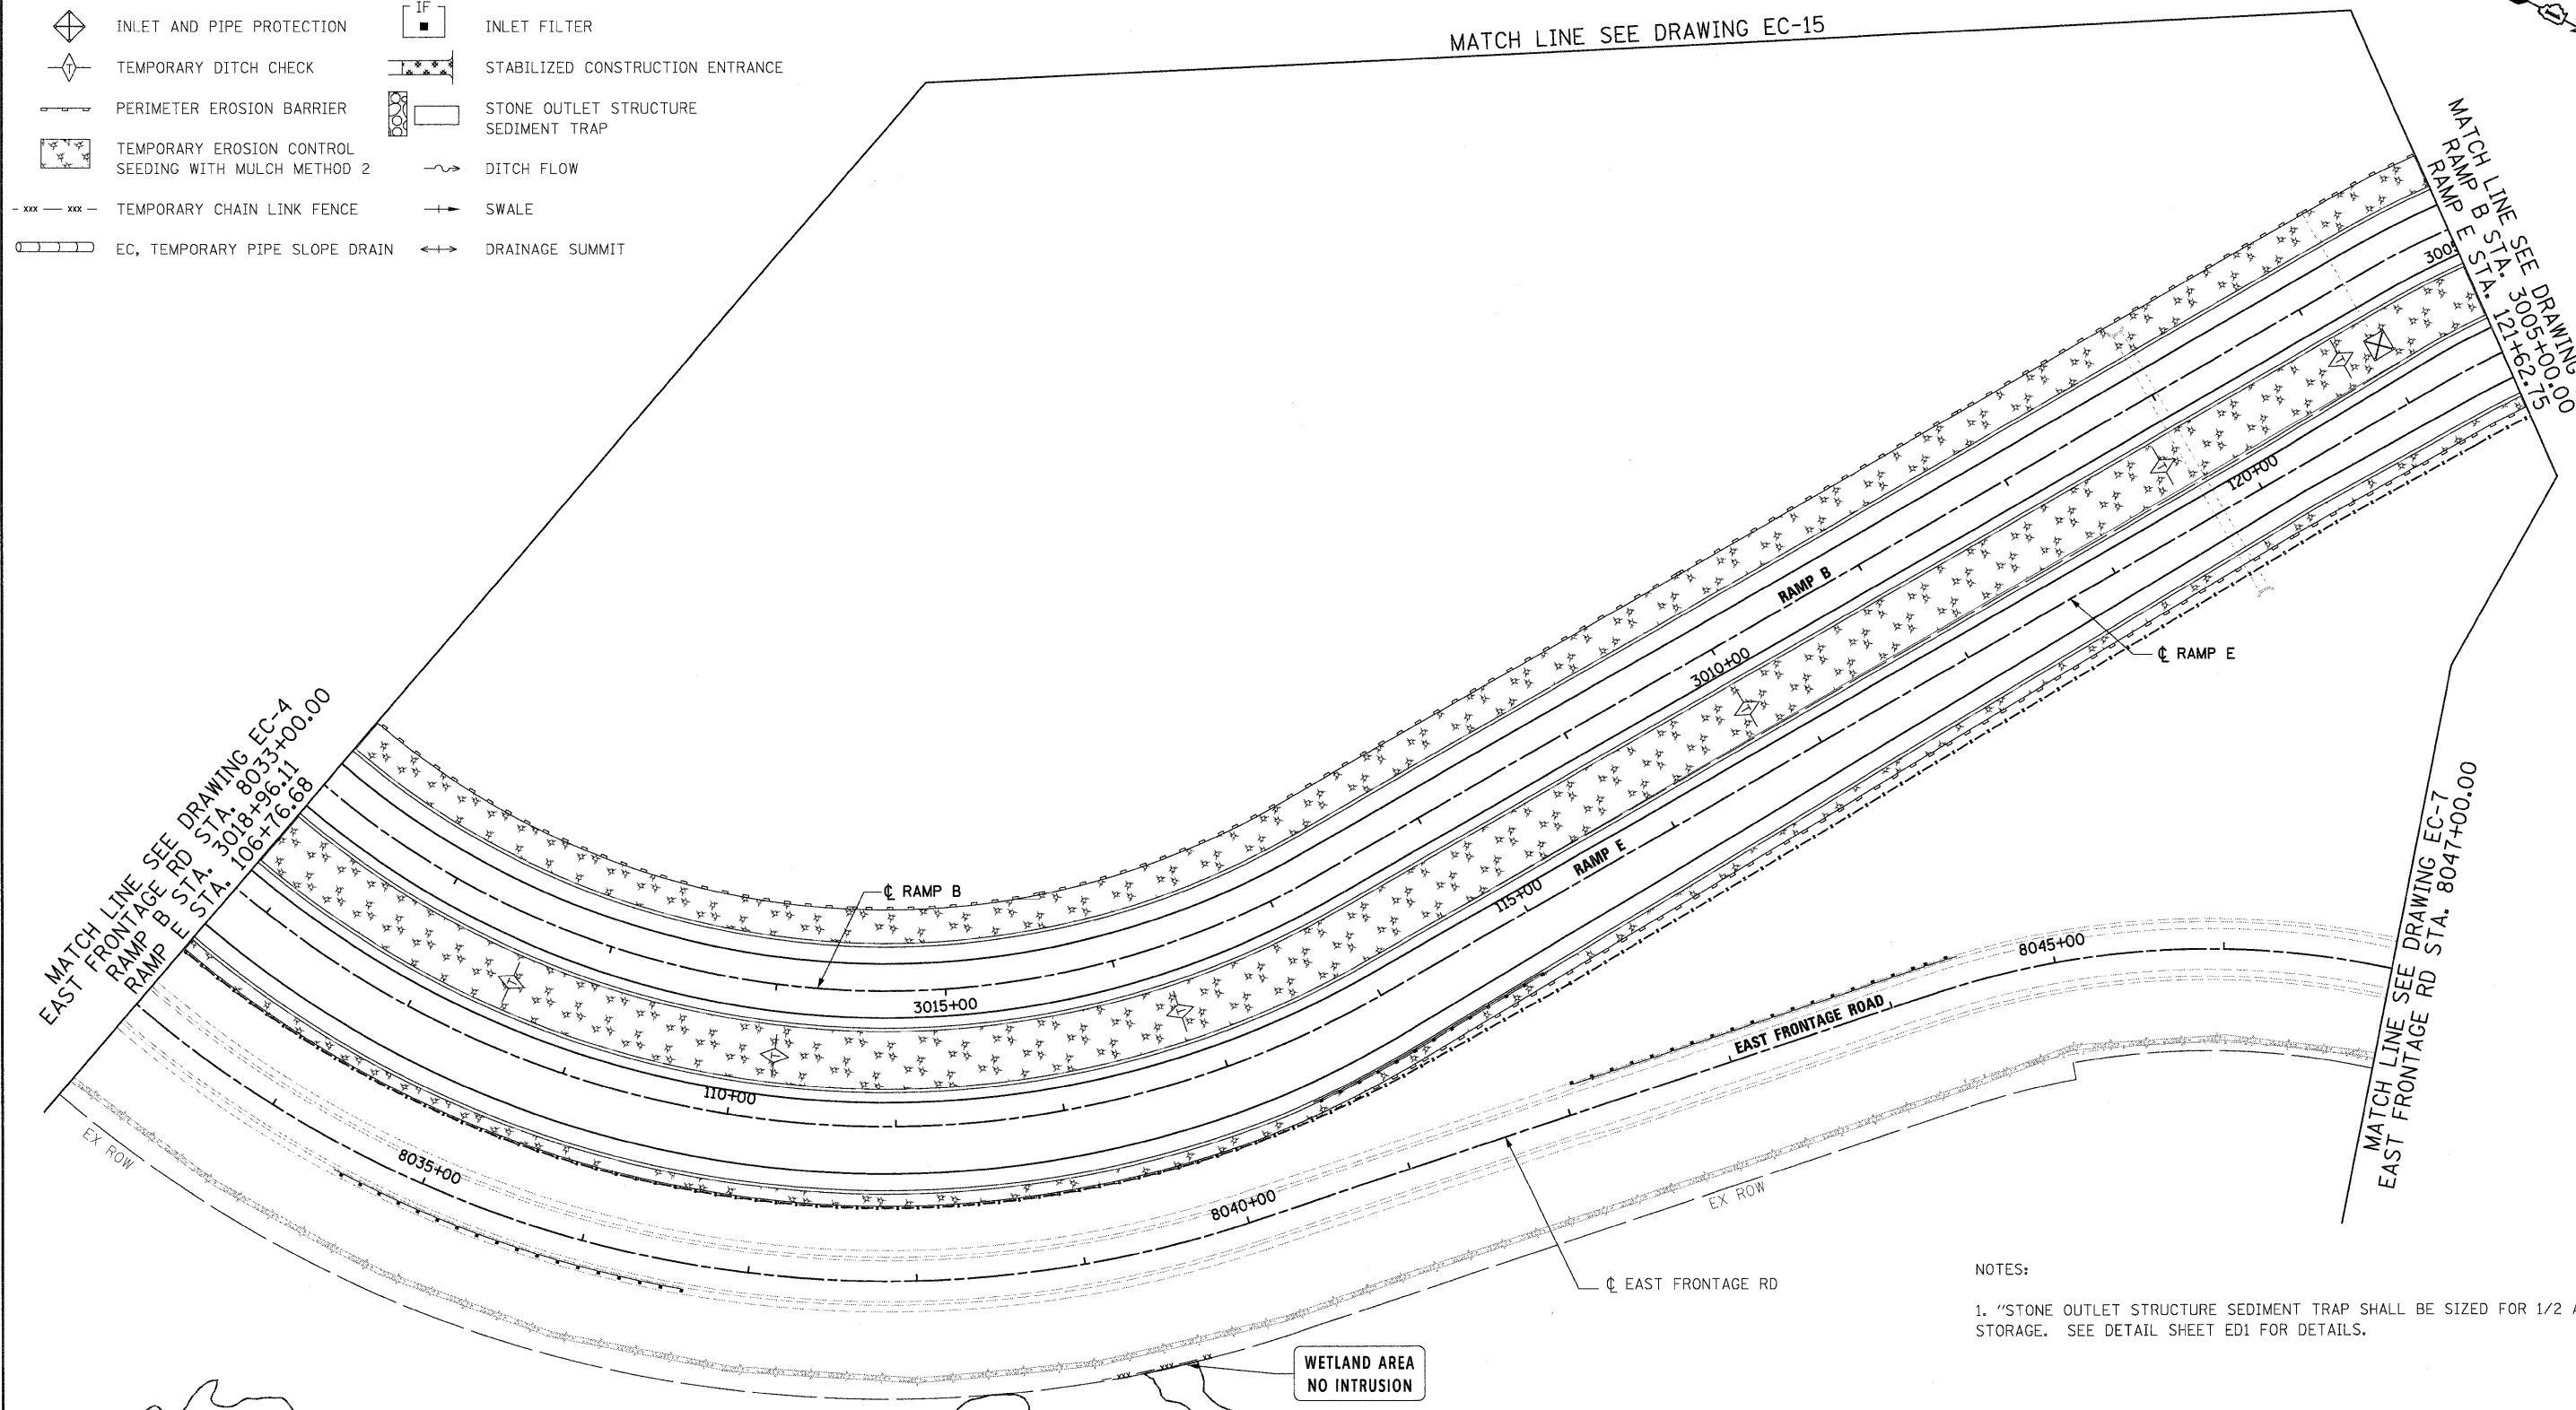 INLET AND PIPE PROTECTION
TEMPORARY DITCH CHECK
PERIMETER EROSION BARRIER
TEMPORARY EROSION CONTROL
SEEDING WITH MULCH METHOD 2
- xxx — xxx — TEMPORARY CHAIN LINK FENCE
EC, TEMPORARY PIPE SLOPE DRAIN
IF
INLET FILTER
STABILIZED CONSTRUCTION ENTRANCE
STONE OUTLET STRUCTURE
SEDIMENT TRAP
DITCH FLOW
SWALE
DRAINAGE SUMMIT
MATCH LINE SEE DRAWING EC-15
MATCH LINE SEE DRAWING
RAMP B STA. 3005+00.00
RAMP E STA. 121+62.75
3005
120+00
RAMP B
3010+00
℄ RAMP E
MATCH LINE SEE DRAWING EC-4
EAST FRONTAGE RD STA. 8033+00.00
RAMP B STA. 3018+96.11
RAMP E STA. 106+76.68
℄ RAMP B
RAMP E
115+00
3015+00
110+00
8045+00
EAST FRONTAGE ROAD
MATCH LINE SEE DRAWING EC-7
EAST FRONTAGE RD STA. 8047+00.00
EX ROW
8035+00
8040+00
EX ROW
℄ EAST FRONTAGE RD
NOTES:
1. "STONE OUTLET STRUCTURE SEDIMENT TRAP SHALL BE SIZED FOR 1/2 A
STORAGE. SEE DETAIL SHEET ED1 FOR DETAILS.
xxx xxx xx
WETLAND AREA
NO INTRUSION